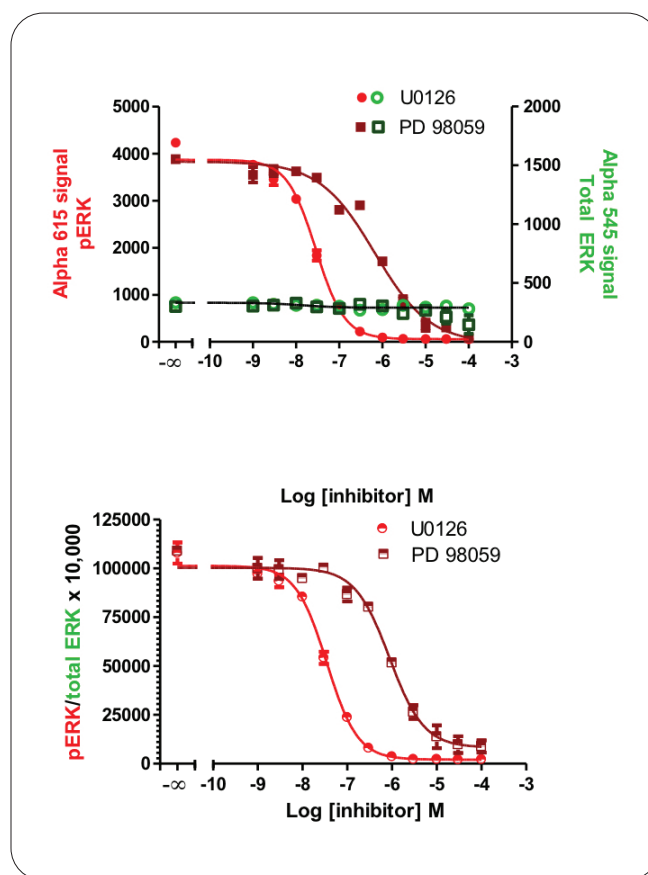 U0126
PD 98059
5000
4000
3000
2000
1000
0
Alpha 615 signal
pERK
2000
1500
1000
500
0
Alpha 545 signal
Total ERK
-∞ -10 -9 -8 -7 -6 -5 -4 -3
Log [inhibitor] M
U0126
PD 98059
125000
100000
75000
50000
25000
0
pERK/total ERK x 10,000
-∞ -10 -9 -8 -7 -6 -5 -4 -3
Log [inhibitor] M